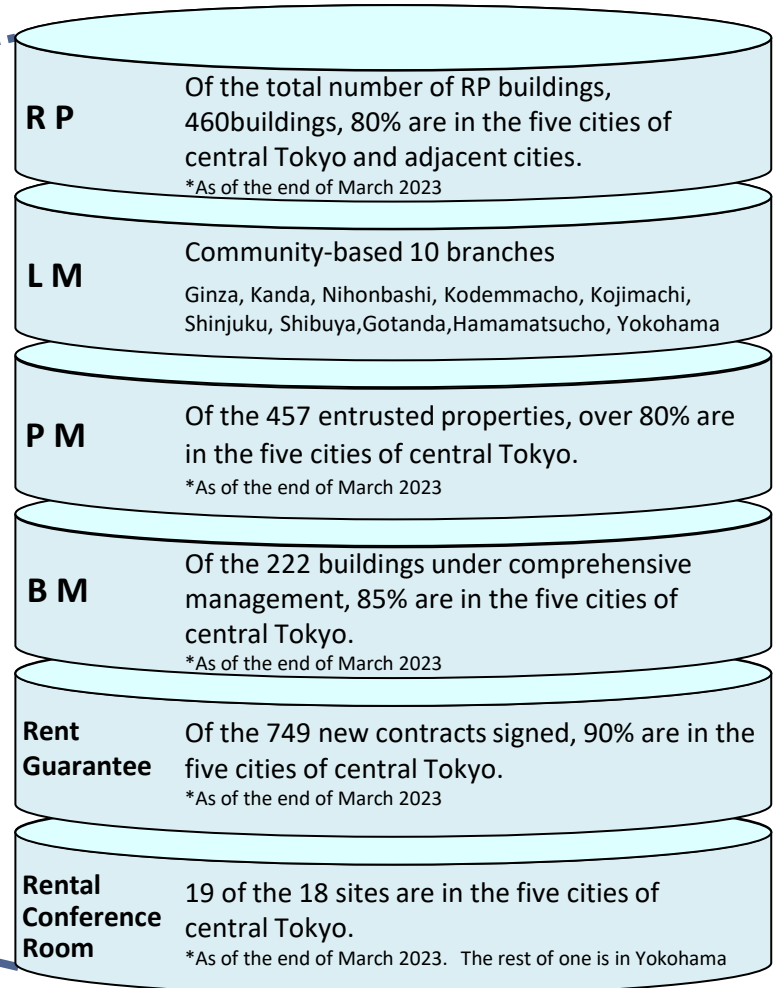 R P
Of the total number of RP buildings,
460buildings, 80% are in the five cities of
central Tokyo and adjacent cities.
*As of the end of March 2023
L M
Community-based 10 branches
Ginza, Kanda, Nihonbashi, Kodemmacho, Kojimachi,
Shinjuku, Shibuya,Gotanda,Hamamatsucho, Yokohama
P M
Of the 457 entrusted properties, over 80% are
in the five cities of central Tokyo.
*As of the end of March 2023
B M
Of the 222 buildings under comprehensive
management, 85% are in the five cities of
central Tokyo.
*As of the end of March 2023
Rent
Guarantee
Of the 749 new contracts signed, 90% are in the
five cities of central Tokyo.
*As of the end of March 2023
Rental
Conference
Room
19 of the 18 sites are in the five cities of
central Tokyo.
*As of the end of March 2023. The rest of one is in Yokohama